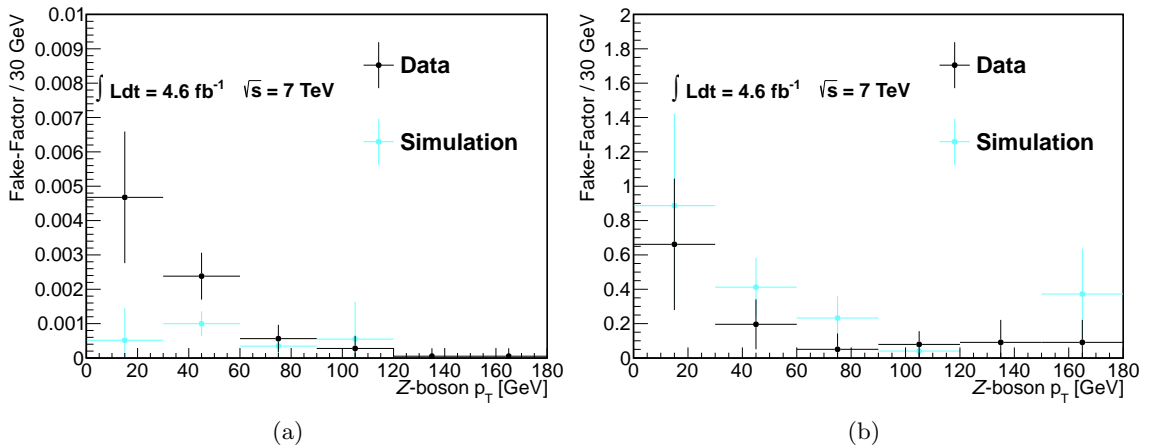 Fake-Factor / 30 GeV
0.01
0.009
0.008
0.007
0.006
0.005
0.004
0.003
0.002
0.001
0
∫ Ldt = 4.6 fb⁻¹ √s = 7 TeV
Data
Simulation
0 20 40 60 80 100 120 140 160 180
Z-boson p_T [GeV]
(a)
Fake-Factor / 30 GeV
2
1.8
1.6
1.4
1.2
1
0.8
0.6
0.4
0.2
0
∫ Ldt = 4.6 fb⁻¹ √s = 7 TeV
Data
Simulation
0 20 40 60 80 100 120 140 160 180
Z-boson p_T [GeV]
(b)